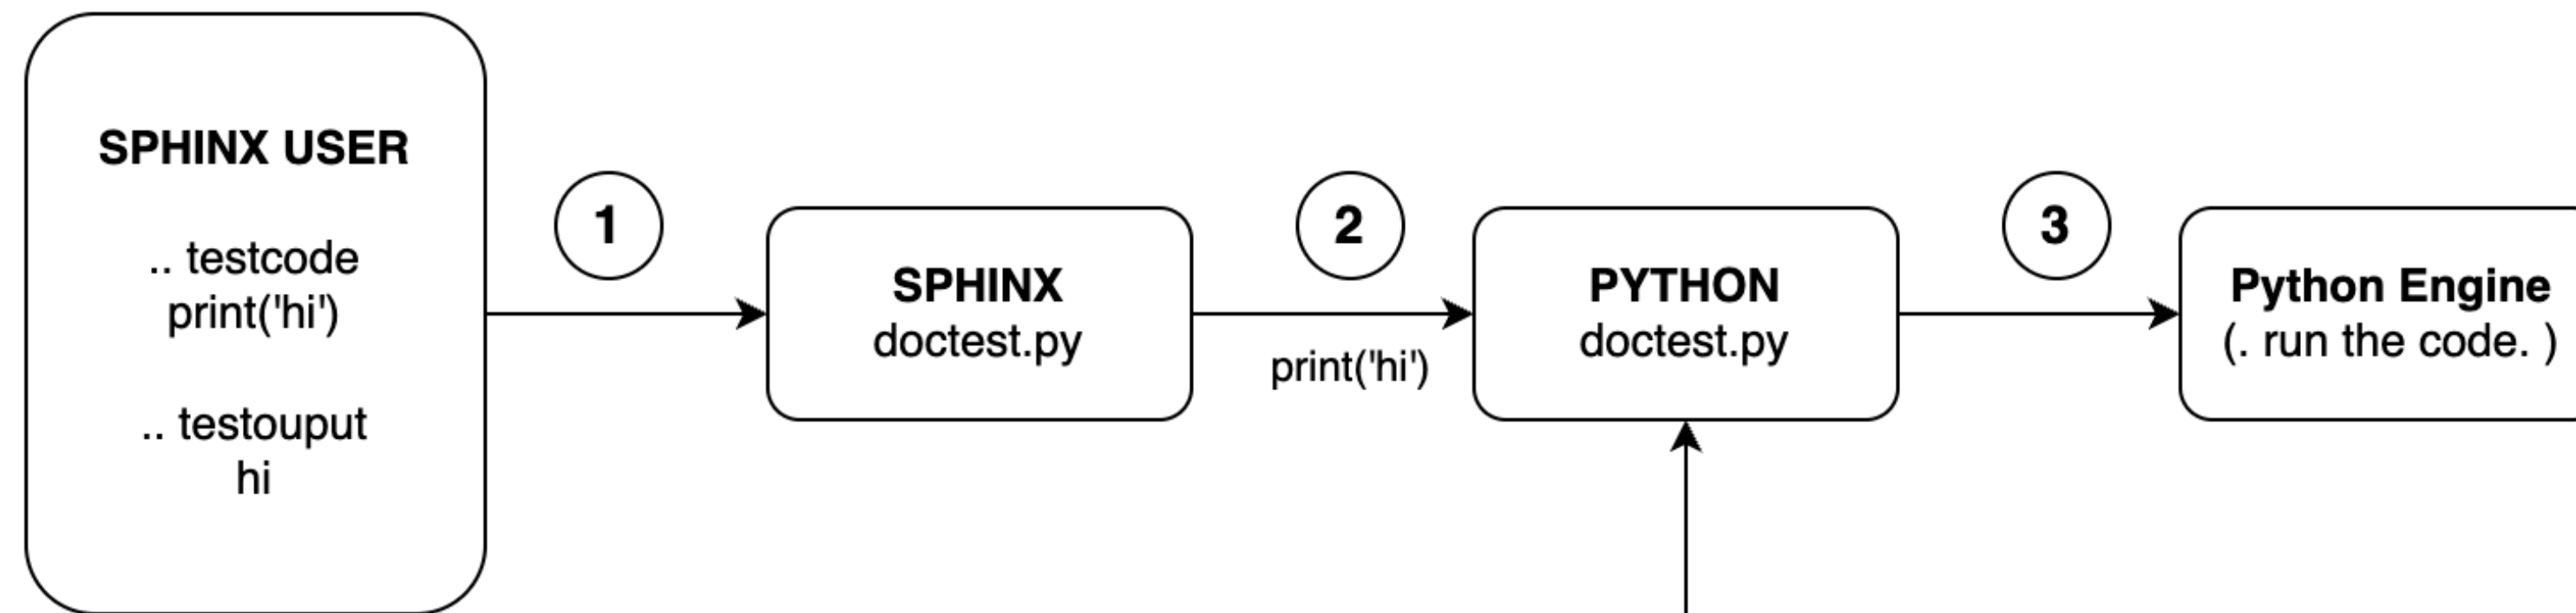 SPHINX USER
.. testcode
print('hi')
.. testouput
hi
1
SPHINX
doctest.py
2
print('hi')
PYTHON
doctest.py
3
Python Engine
(. run the code. )